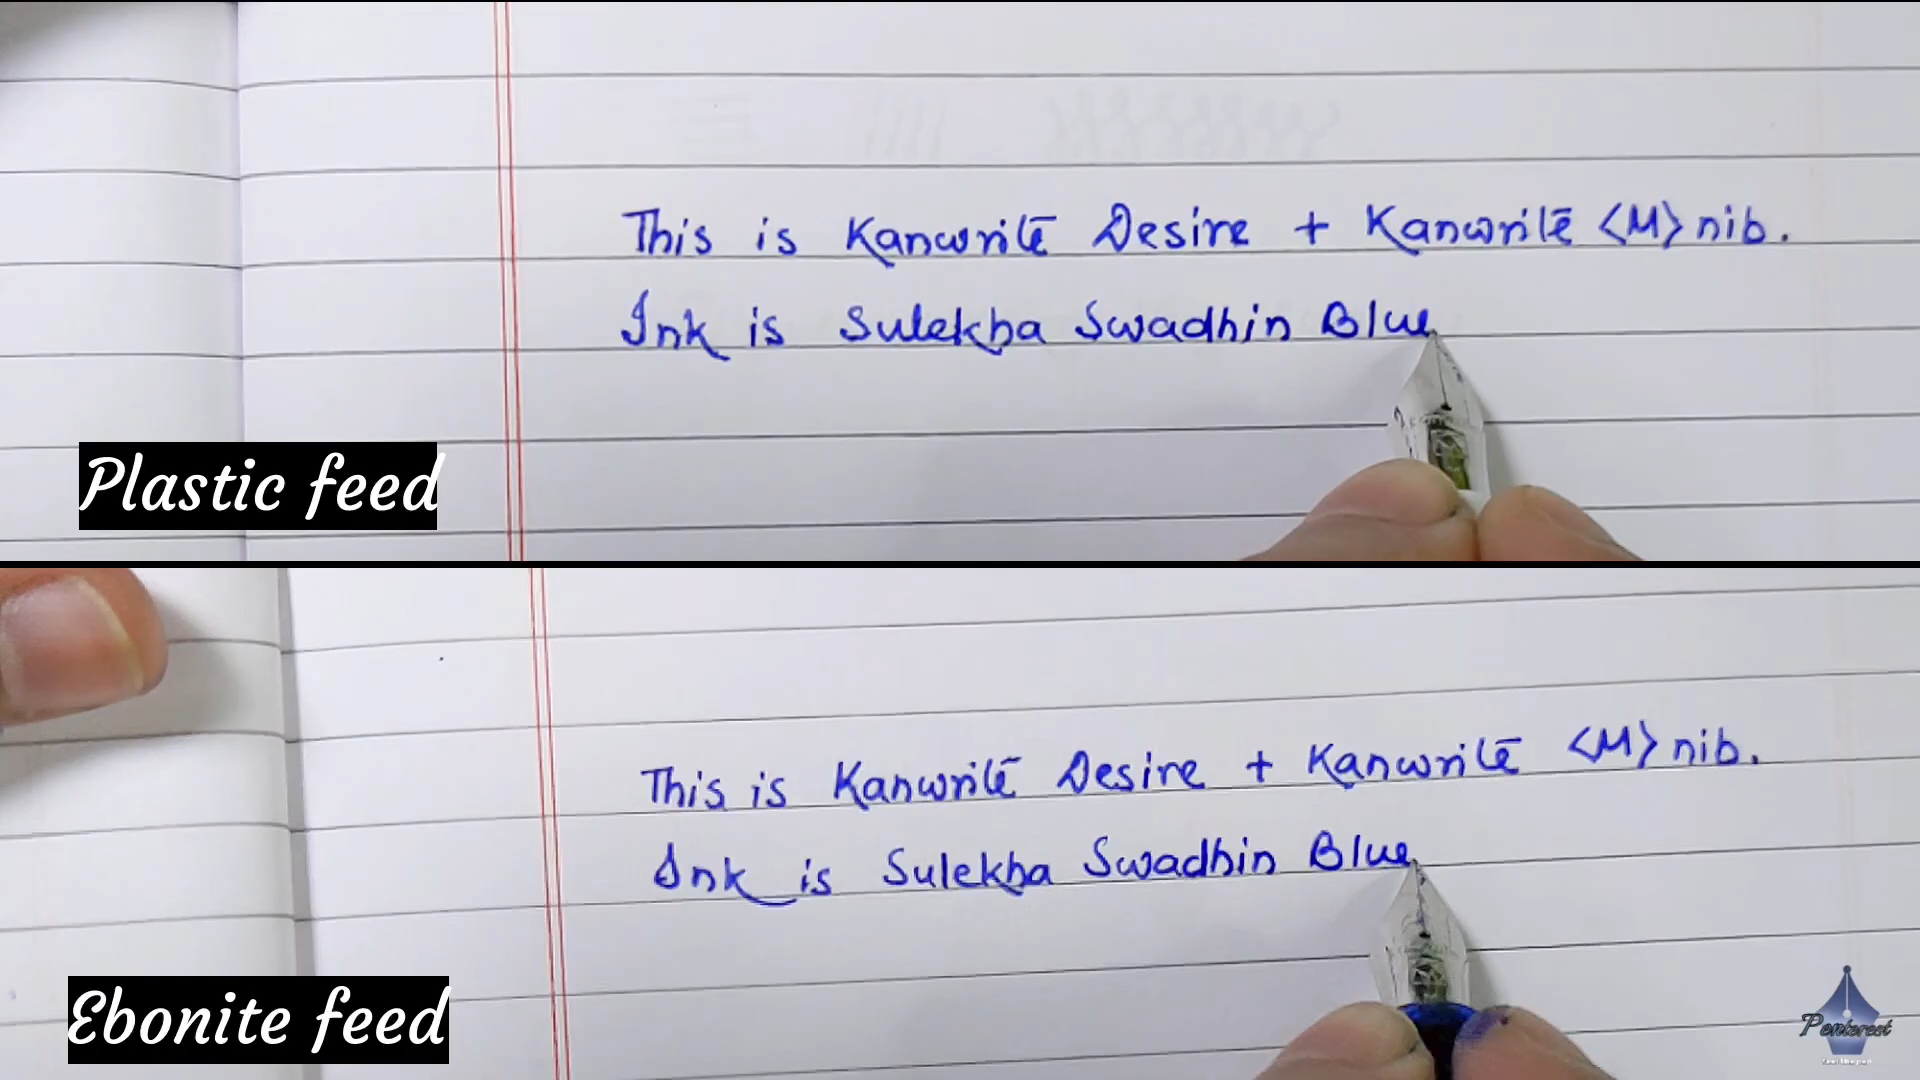 This is Kanwrite Desire + Kanwrite <M> nib.
Ink is Sulekha Swadhin Blue
Plastic feed
This is Kanwrite Desire + Kanwrite <M> nib.
Ink is Sulekha Swadhin Blue
Ebonite feed
Penterest